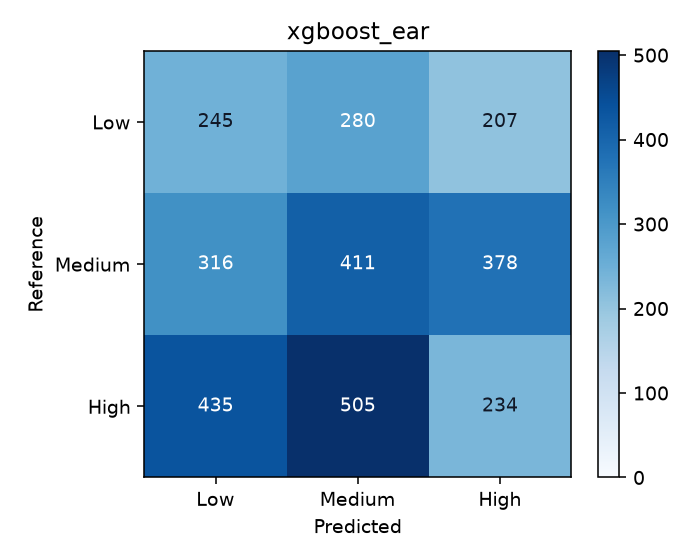 xgboost_ear
500
Low 245 280 207
400
300
Reference
Medium 316 411 378
200
High 435 505 234
100
0
Low Medium High
Predicted